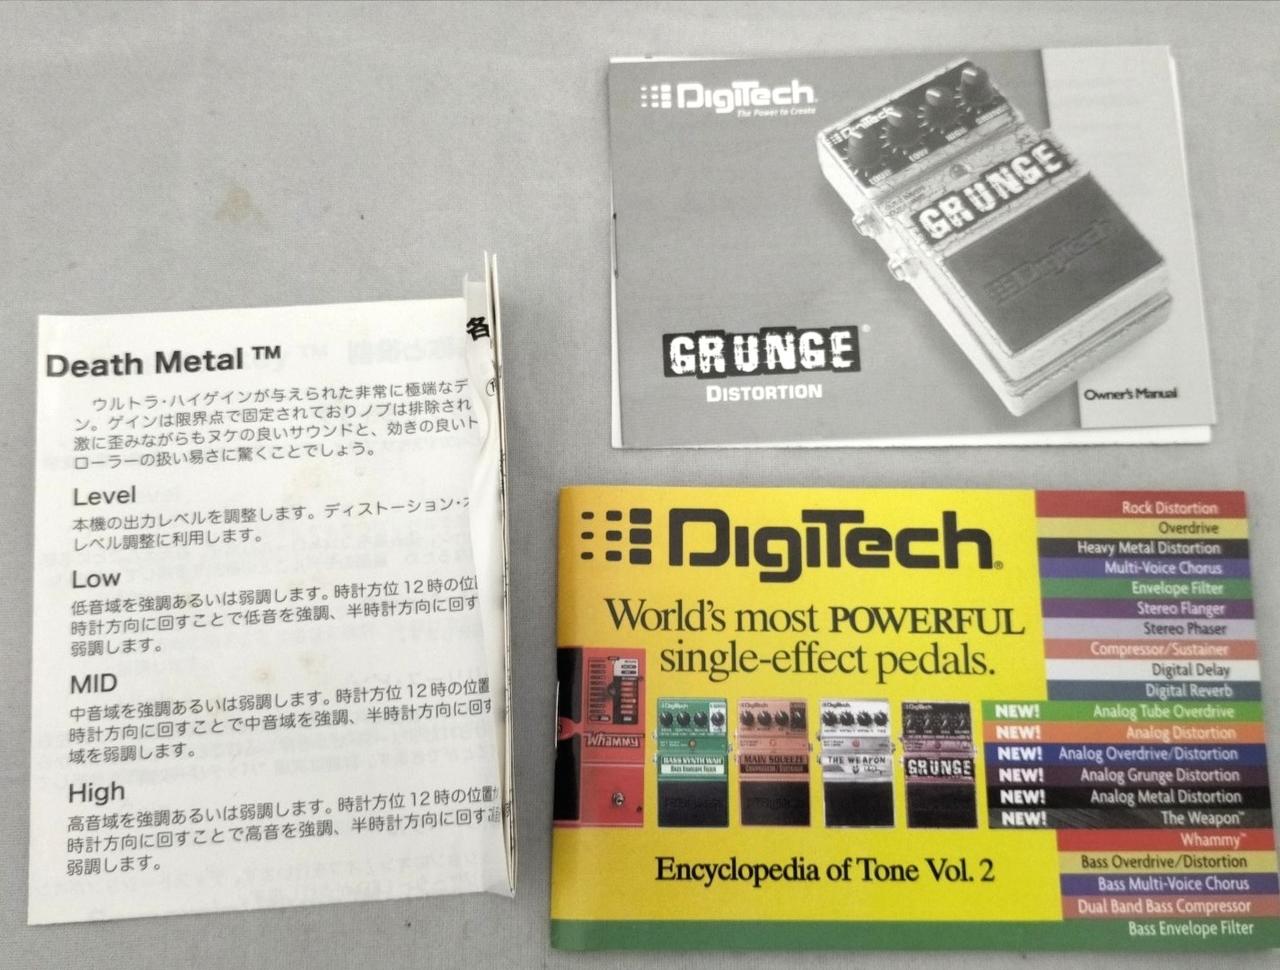 各
Death Metal™
ウルトラ・ハイゲインが与えられた非常に極端なデ
ン。ゲインは限界点で固定されておりノブは排除され
激に歪みながらもヌケの良いサウンドと、効きの良いト
ローラーの扱い易さに驚くことでしょう。
Level
本機の出力レベルを調整します。ディストーション・
レベル調整に利用します。
Low
低音域を強調あるいは弱調します。時計方位12時の位
時計方向に回すことで低音を強調、半時計方向に回す
弱調します。
MID
中音域を強調あるいは弱調します。時計方位12時の位置
時計方向に回すことで中音域を強調、半時計方向に回す
域を弱調します。
High
高音域を強調あるいは弱調します。時計方位12時の位置
時計方向に回すことで高音を強調、半時計方向に回す
弱調します。
DigiTech
The Power to Create
DigiTech
LOW
GRUNGE
DigiTech
GRUNGE®
DISTORTION
Owner's Manual
DigiTech®
World's most POWERFUL
single-effect pedals.
Whammy
DigiTech
BASS SYNTH WAH
Bass Envelope Filter
DigiTech
MAIN SQUEEZE
Compressor/Sustainer
DigiTech
THE WEAPON
DigiTech
GRUNGE
Encyclopedia of Tone Vol. 2
Rock Distortion
Overdrive
Heavy Metal Distortion
Multi-Voice Chorus
Envelope Filter
Stereo Flanger
Stereo Phaser
Compressor/Sustainer
Digital Delay
Digital Reverb
NEW! Analog Tube Overdrive
NEW! Analog Distortion
NEW! Analog Overdrive/Distortion
NEW! Analog Grunge Distortion
NEW! Analog Metal Distortion
NEW! The Weapon™
Whammy™
Bass Overdrive/Distortion
Bass Multi-Voice Chorus
Dual Band Bass Compressor
Bass Envelope Filter